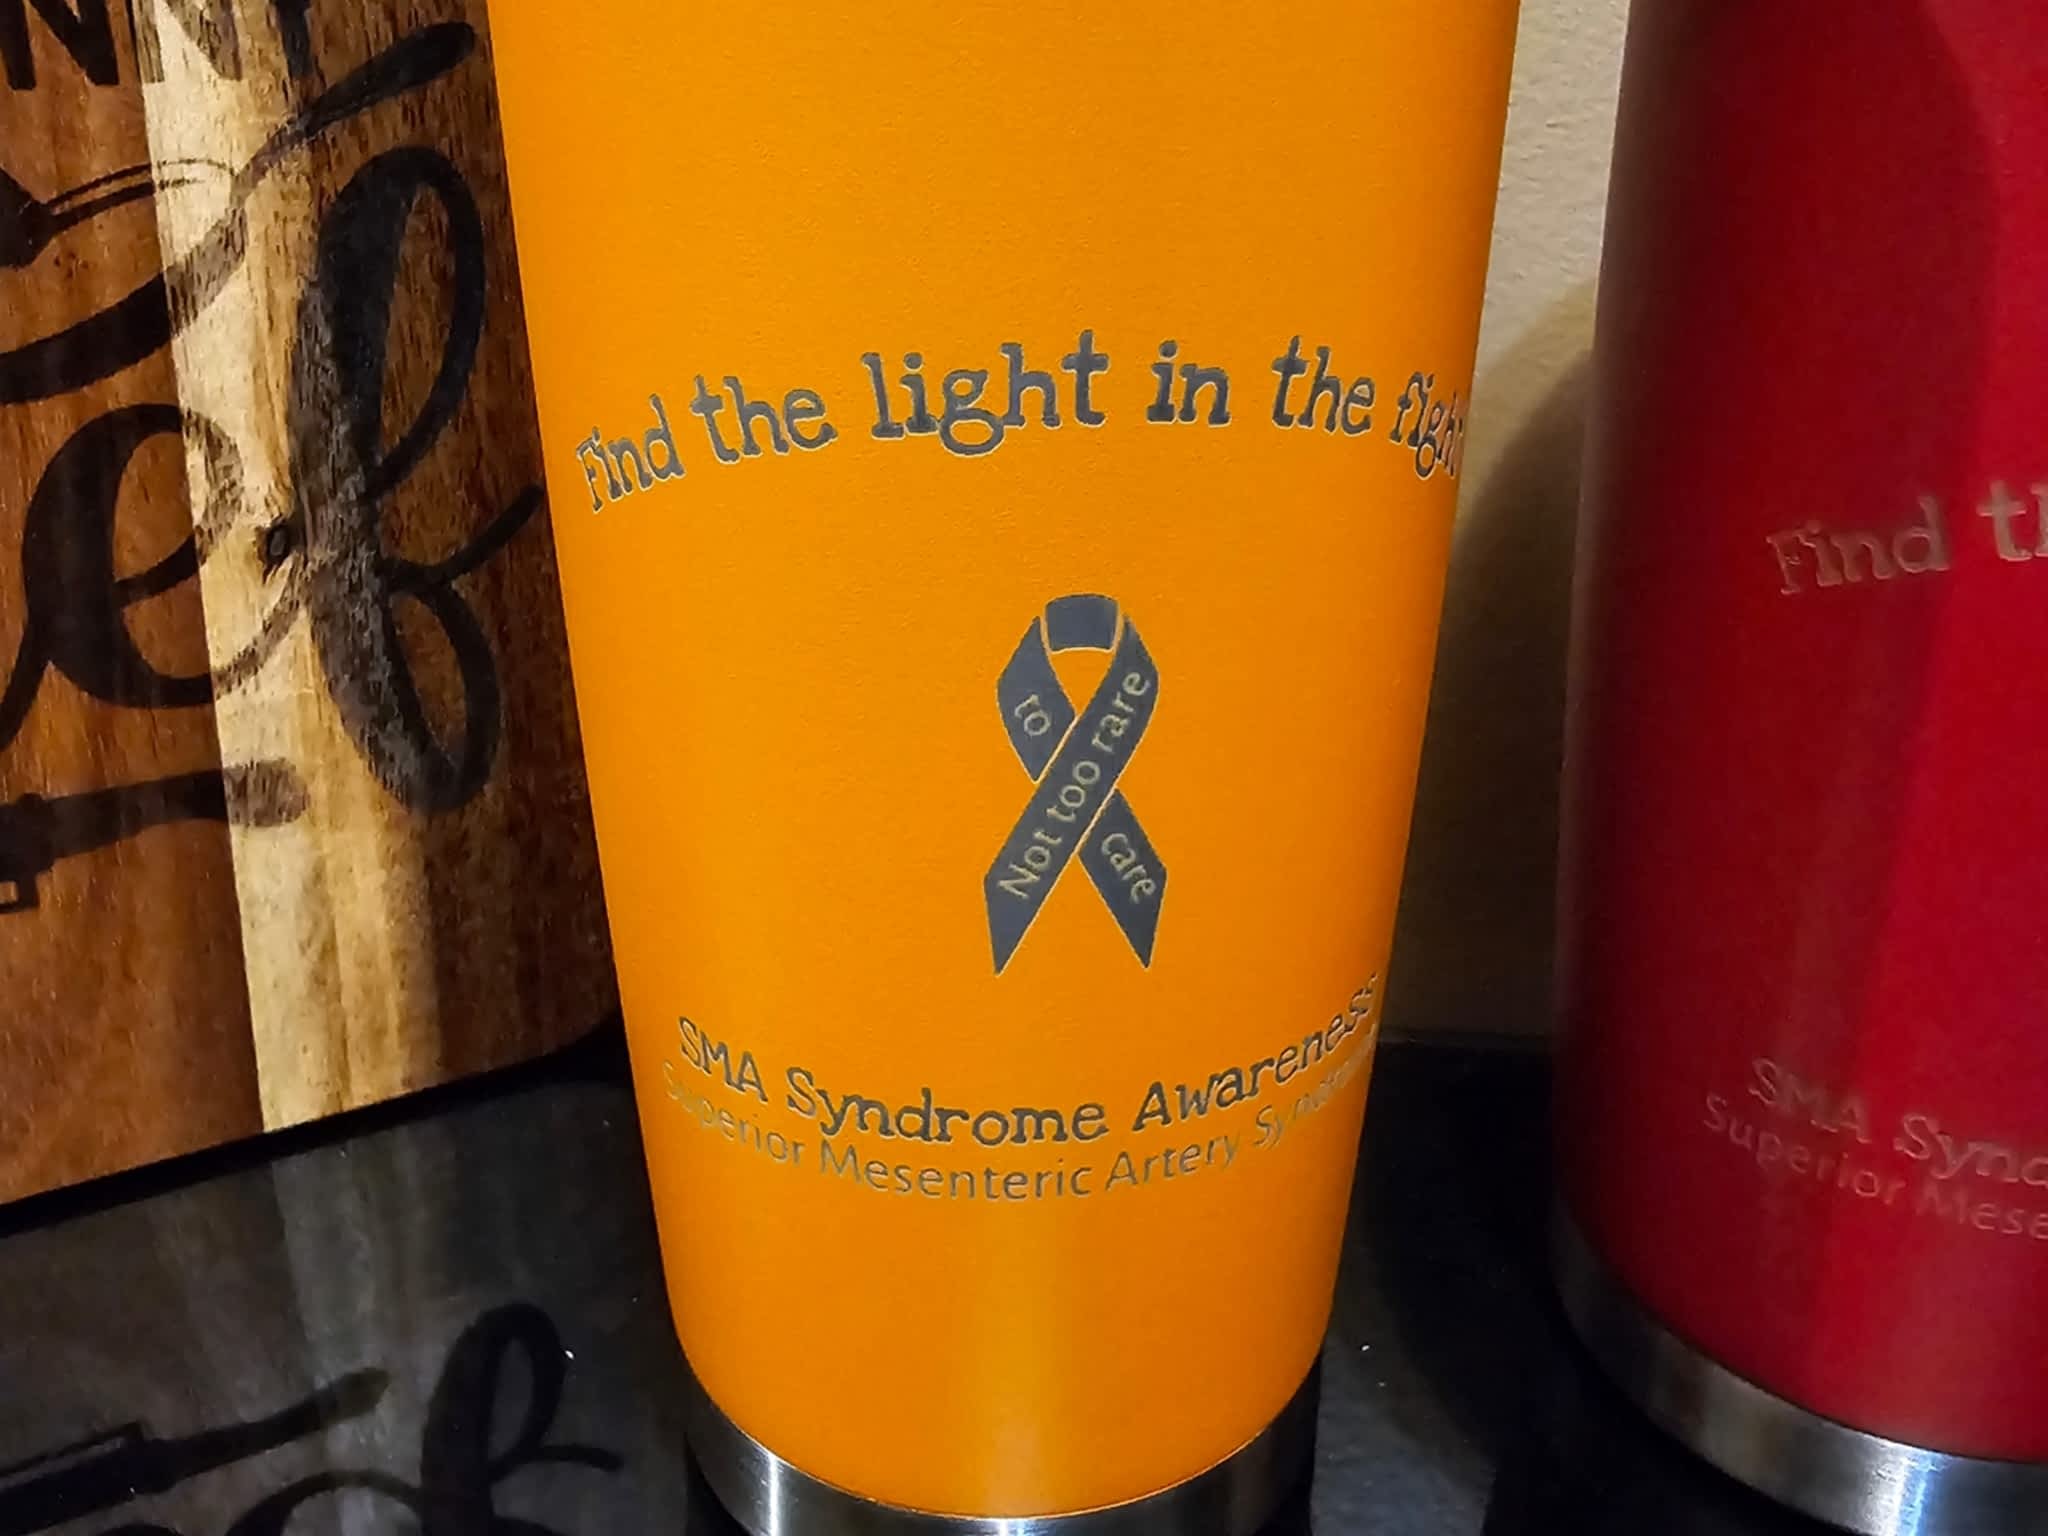 Find the light in the fight
to
Not too rare
care
SMA Syndrome Awareness
Superior Mesenteric Artery Syndrome
Find
SMA
Superior